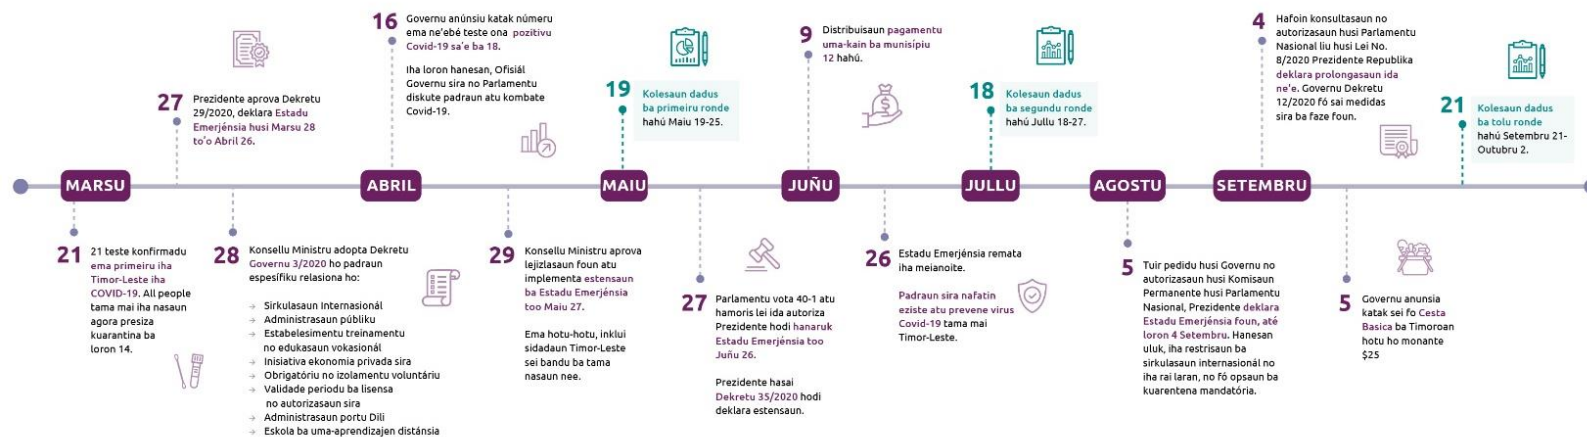 27
Prezidente aprova Dekretu
29/2020, deklara Estadu
Emerjénsia husi Marsu 28
to'o Abril 26.
16
Governu anúnsiu katak númeru
ema ne'ebé teste ona pozitivu
Covid-19 sa'e ba 18.
Iha loron hanesan, Ofisiál
Governu sira no Parlamentu
diskute padraun atu kombate
Covid-19.
19
Kolesaun dadus
ba primeiru ronde
hahú Maiu 19-25.
9
Distribuisaun pagamentu
uma-kain ba munisípiu
12 hahú.
18
Kolesaun dadus
ba segundu ronde
hahú Jullu 18-27.
4
Hafoin konsultasaun no
autorizasaun husi Parlamentu
Nasional liu husi Lei No.
8/2020 Prezidente Republika
deklara prolongasaun ida
ne'e. Governu Dekretu
12/2020 fó sai medidas
sira ba faze foun.
21
Kolesaun dadus
ba tolu ronde
hahú Setembru 21-
Outubru 2.
MARSU
ABRIL
MAIU
JUÑU
JULLU
AGOSTU
SETEMBRU
21
21 teste konfirmadu
ema primeiru iha
Timor-Leste iha
COVID-19. All people
tama mai iha nasaun
agora presiza
kuarantina ba
loron 14.
28
Konsellu Ministru adopta Dekretu
Governu 3/2020 ho padraun
espesífiku relasiona ho:
→ Sirkulasaun Internasionál
→ Administrasaun públiku
→ Estabelesimentu treinamentu
no edukasaun vokasionál
→ Inisiativa ekonomia privada sira
→ Obrigatóriu no izolamentu voluntáriu
→ Validade periodu ba lisensa
no autorizasaun sira
→ Administrasaun portu Dili
→ Eskola ba uma-aprendizajen distánsia
29
Konsellu Ministru aprova
lejizlasaun foun atu
implementa estensaun
ba Estadu Emerjénsia
too Maiu 27.
Ema hotu-hotu, inklui
sidadaun Timor-Leste
sei bandu ba tama
nasaun nee.
27
Parlamentu vota 40-1 atu
hamoris lei ida autoriza
Prezidente hodi hanaruk
Estadu Emerjénsia too
Juñu 26.
Prezidente hasai
Dekretu 35/2020 hodi
deklara estensaun.
26
Estadu Emerjénsia remata
iha meianoite.
Padraun sira nafatin
eziste atu prevene virus
Covid-19 tama mai
Timor-Leste.
5
Tuir pedidu husi Governu no
autorizasaun husi Komisaun
Permanente husi Parlamentu
Nasional, Prezidente deklara
Estadu Emerjénsia foun, até
loron 4 Setembru. Hanesan
uluk, iha restrisaun ba
sirkulasaun internasionál no
iha rai laran, no fó opsaun ba
kuarentena mandatória.
5
Governu anunsia
katak sei fo Cesta
Basica ba Timoroan
hotu ho monante
$25